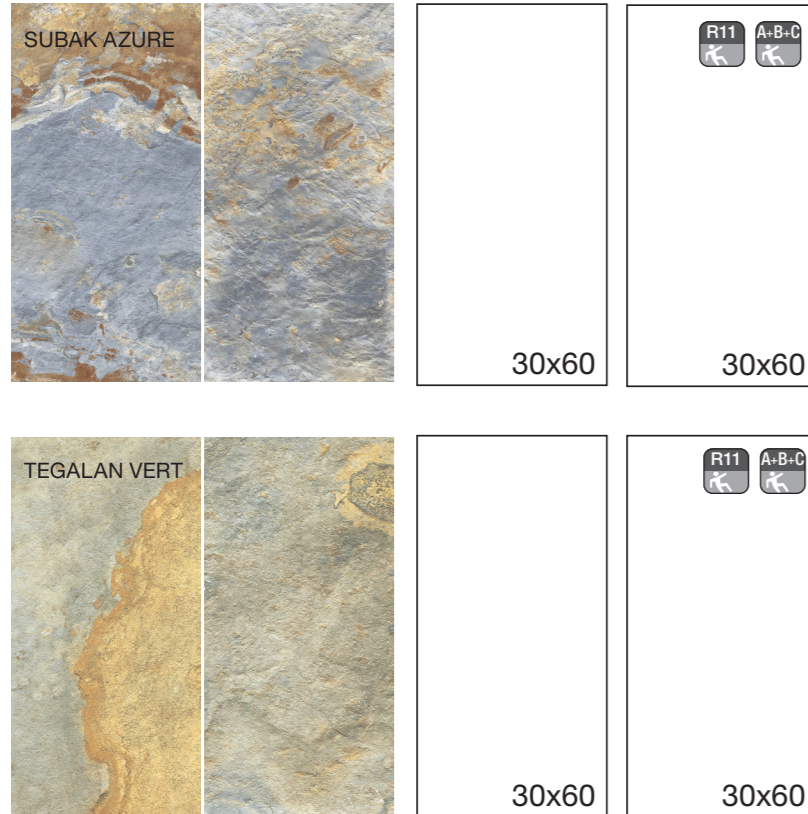 SUBAK AZURE
R11 A+B+C
30x60 30x60
TEGALAN VERT
R11 A+B+C
30x60 30x60